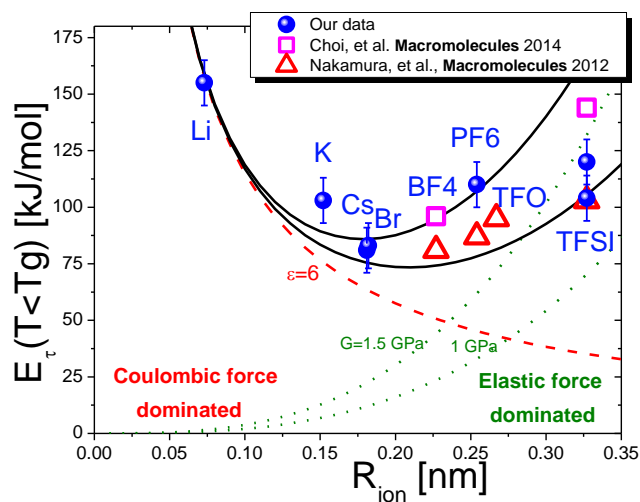 Our data
Choi, et al. Macromolecules 2014
Nakamura, et al., Macromolecules 2012
175
150
125
100
75
50
25
0
E_τ(T<Tg) [kJ/mol]
Li
K
Cs
Br
BF4
PF6
TFO
TFSI
ε=6
G=1.5 GPa
1 GPa
Coulombic force
dominated
Elastic force
dominated
0.00 0.05 0.10 0.15 0.20 0.25 0.30 0.35
R_ion [nm]